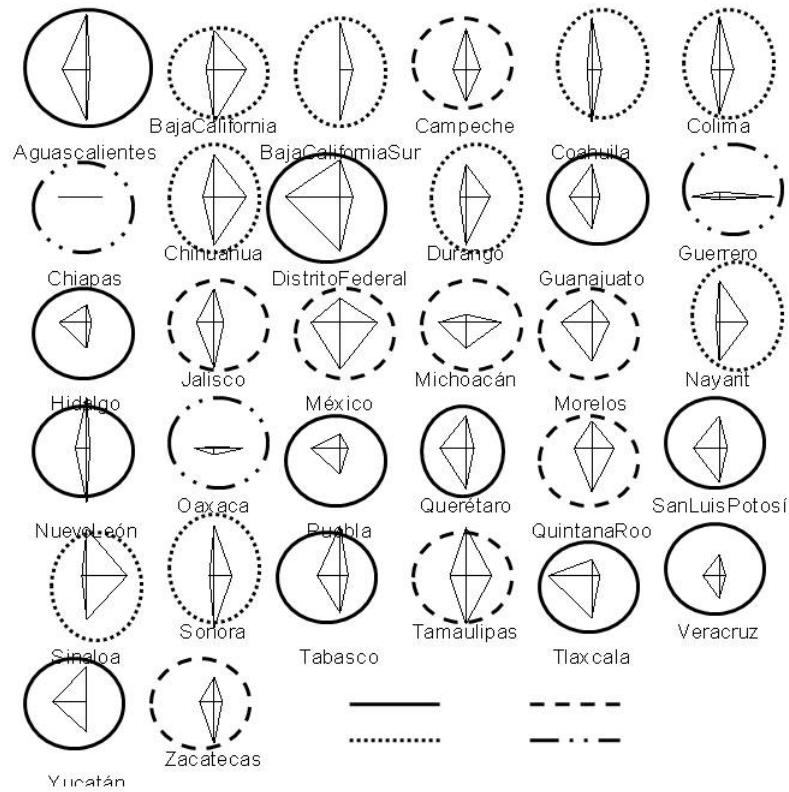 BajaCalifornia Campeche Colima
Aguascalientes BajaCaliforniaSur Coahuila
Chihuahua Durango Guerrero
Chiapas DistritoFederal Guanajuato
Jalisco Michoacán Nayarit
Hidalgo México Morelos
Oaxaca Querétaro SanLuisPotosí
NuevoLeón Puebla QuintanaRoo
Sonora Tamaulipas Veracruz
Sinaloa Tabasco Tlaxcala
Zacatecas
Yucatán